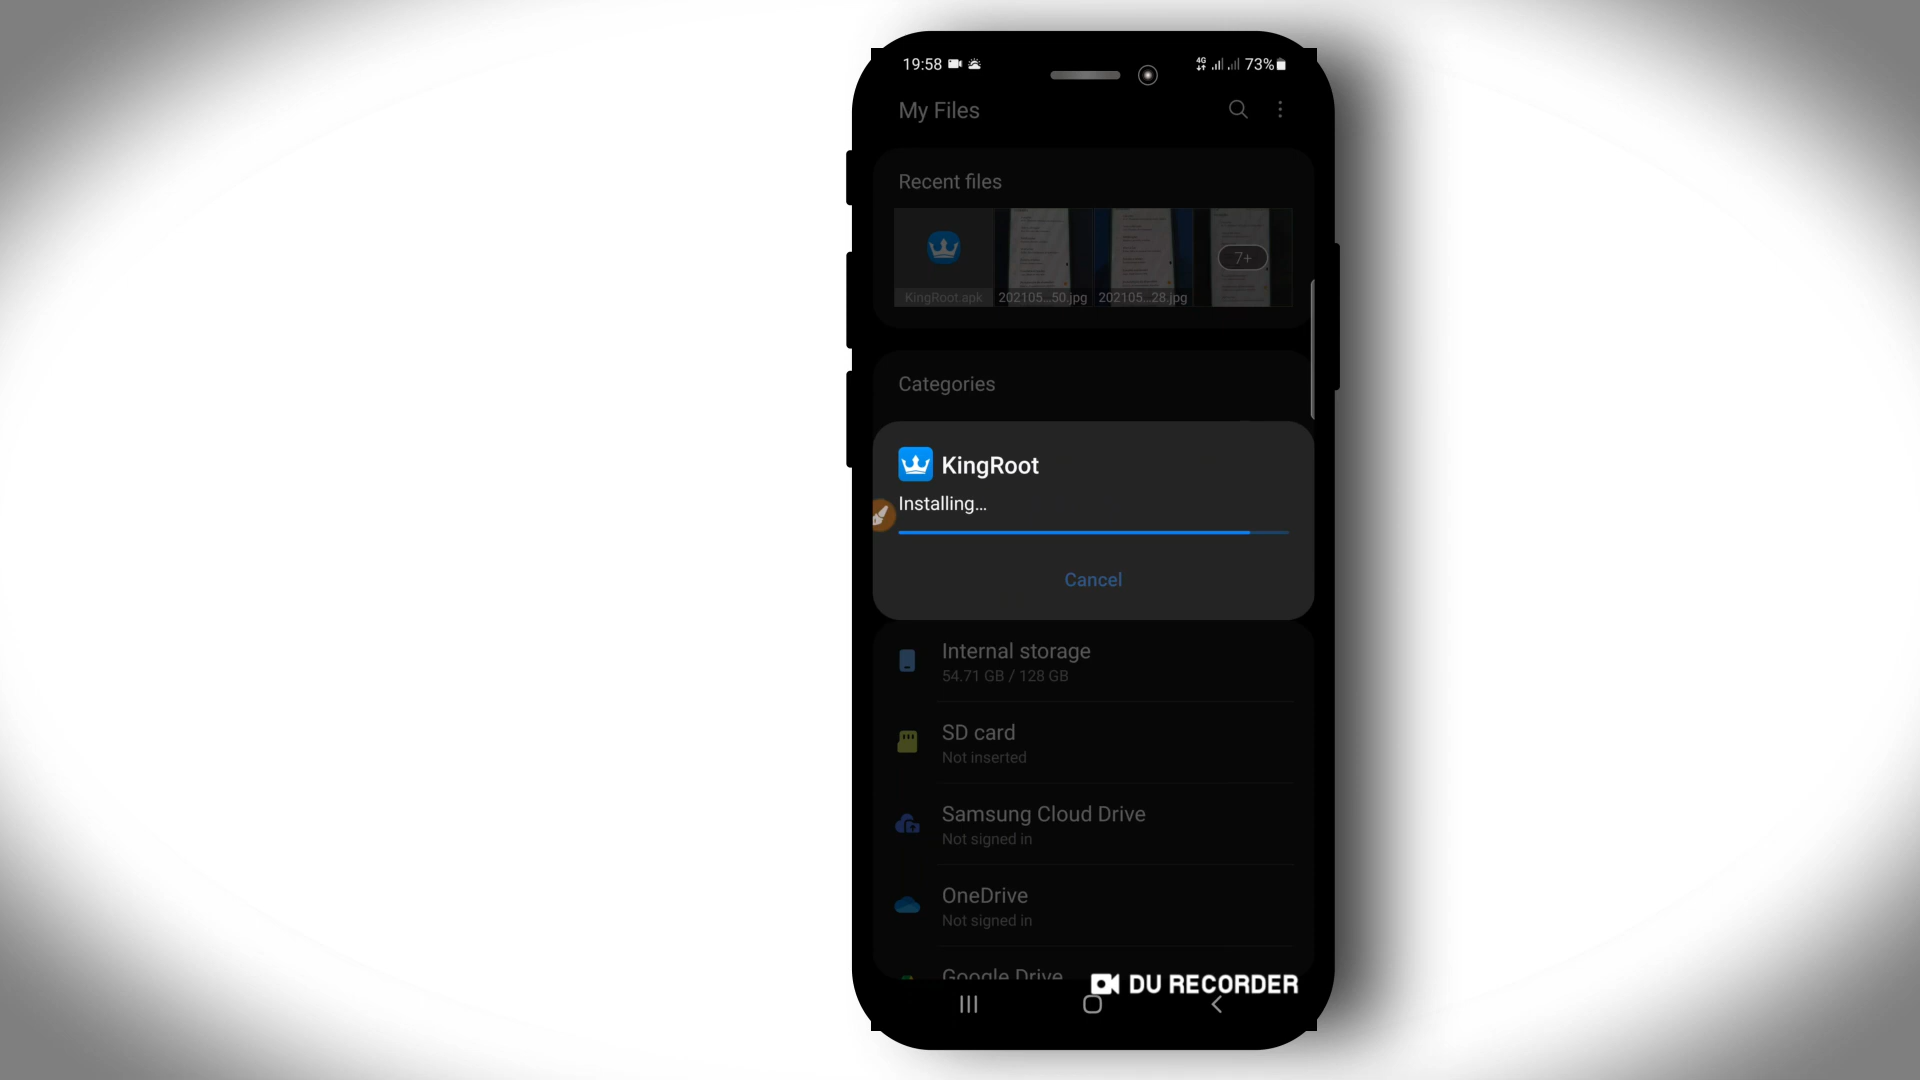 19:58
4G
73%
My Files
Recent files
7+
KingRoot.apk
202105...50.jpg
202105...28.jpg
Categories
KingRoot
Installing...
Cancel
Internal storage
54.71 GB / 128 GB
SD card
Not inserted
Samsung Cloud Drive
Not signed in
OneDrive
Not signed in
Google Drive
DU RECORDER